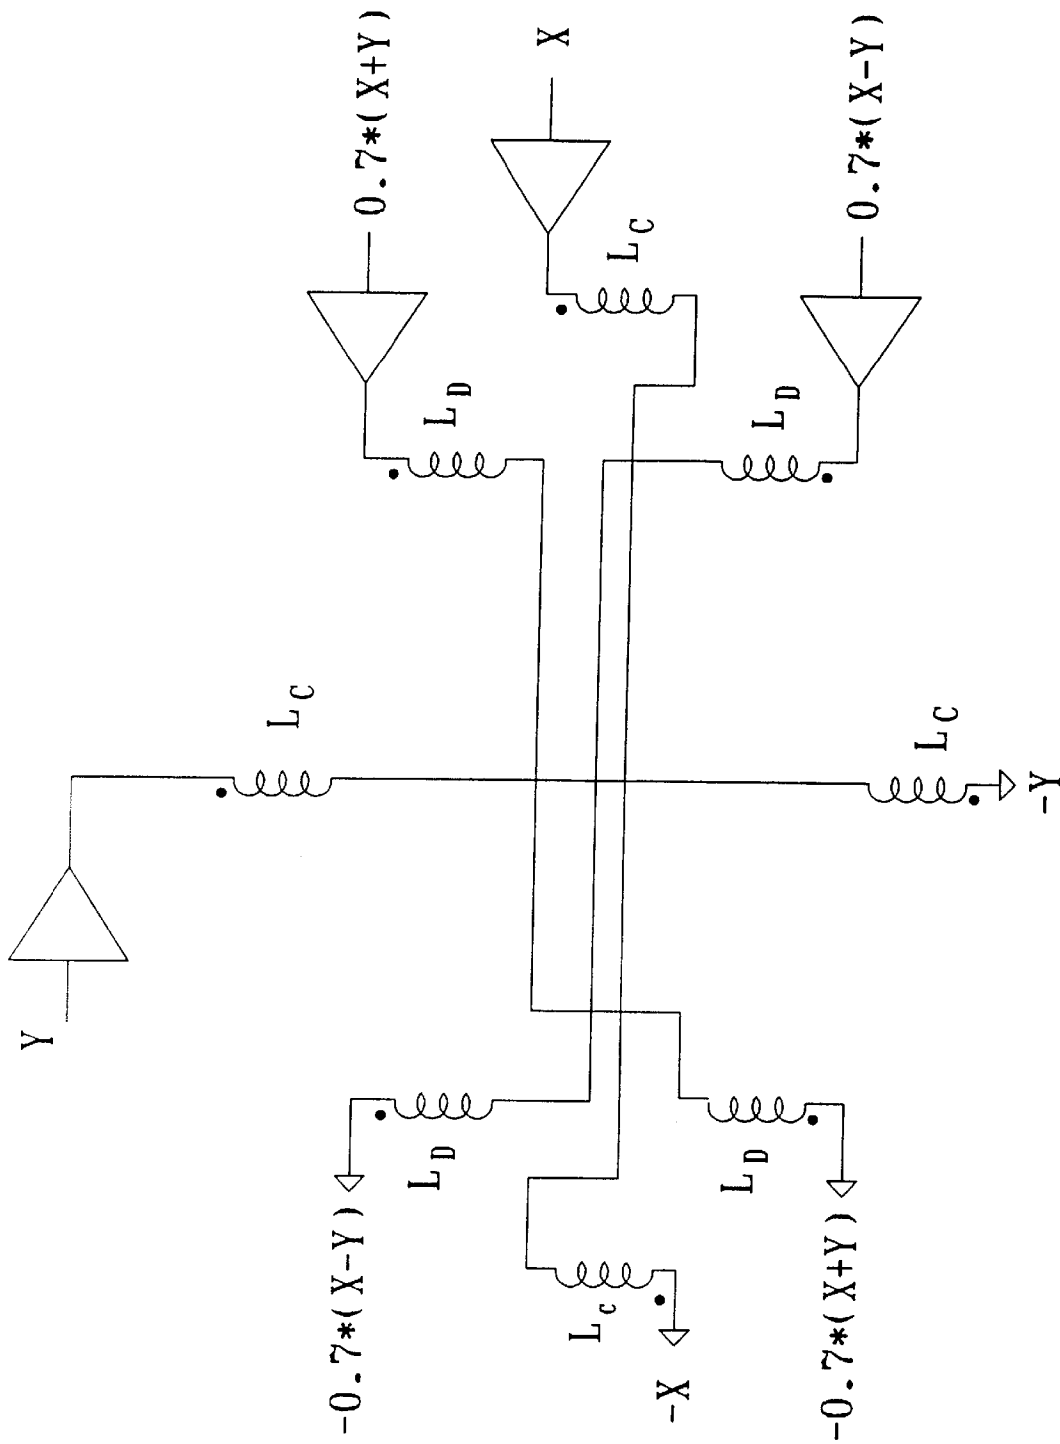 Y
L_C
-0.7*(X-Y)
0.7*(X+Y)
L_D
L_D
X
L_c
L_C
-X
L_D
L_D
-0.7*(X+Y)
0.7*(X-Y)
L_C
-Y